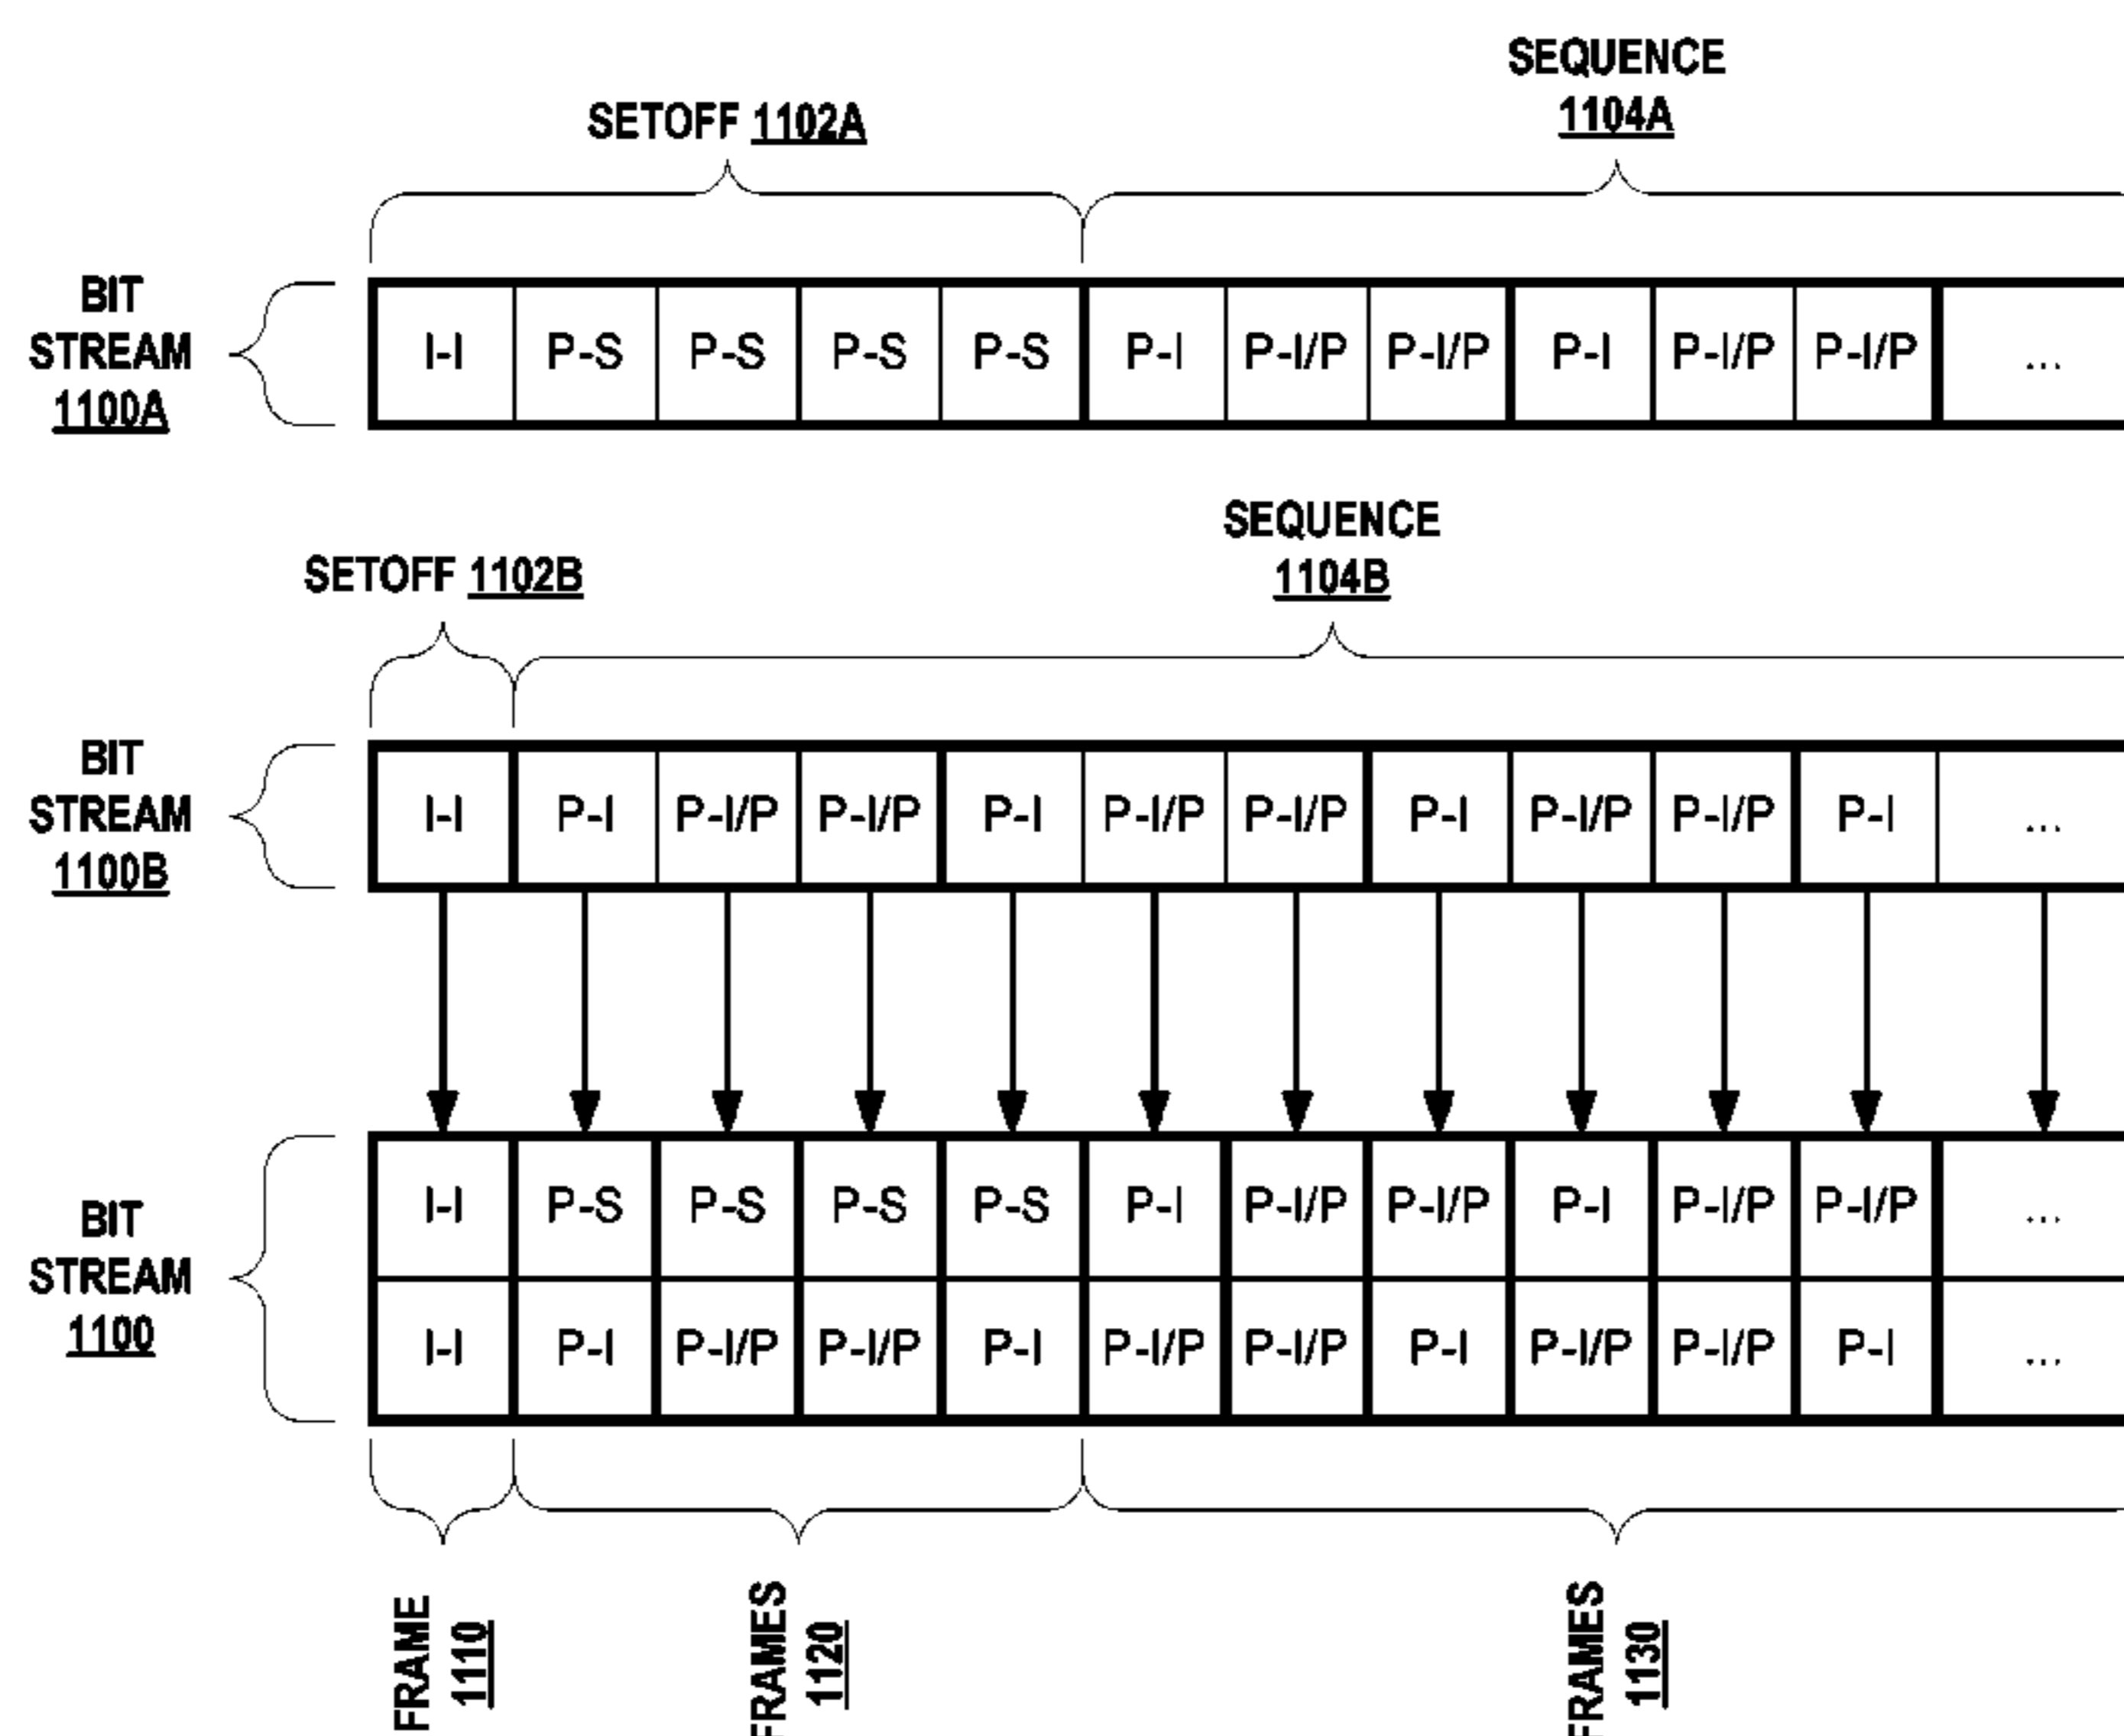 SEQUENCE
1104A
SETOFF 1102A
BIT
STREAM
1100A
I-I P-S P-S P-S P-S P-I P-I/P P-I/P P-I P-I/P P-I/P ...
SEQUENCE
1104B
SETOFF 1102B
BIT
STREAM
1100B
I-I P-I P-I/P P-I/P P-I P-I/P P-I/P P-I P-I/P P-I/P P-I ...
BIT
STREAM
1100
I-I P-S P-S P-S P-S P-I P-I/P P-I/P P-I P-I/P P-I/P ...
I-I P-I P-I/P P-I/P P-I P-I/P P-I/P P-I P-I/P P-I/P P-I ...
FRAME
1110
FRAMES
1120
FRAMES
1130